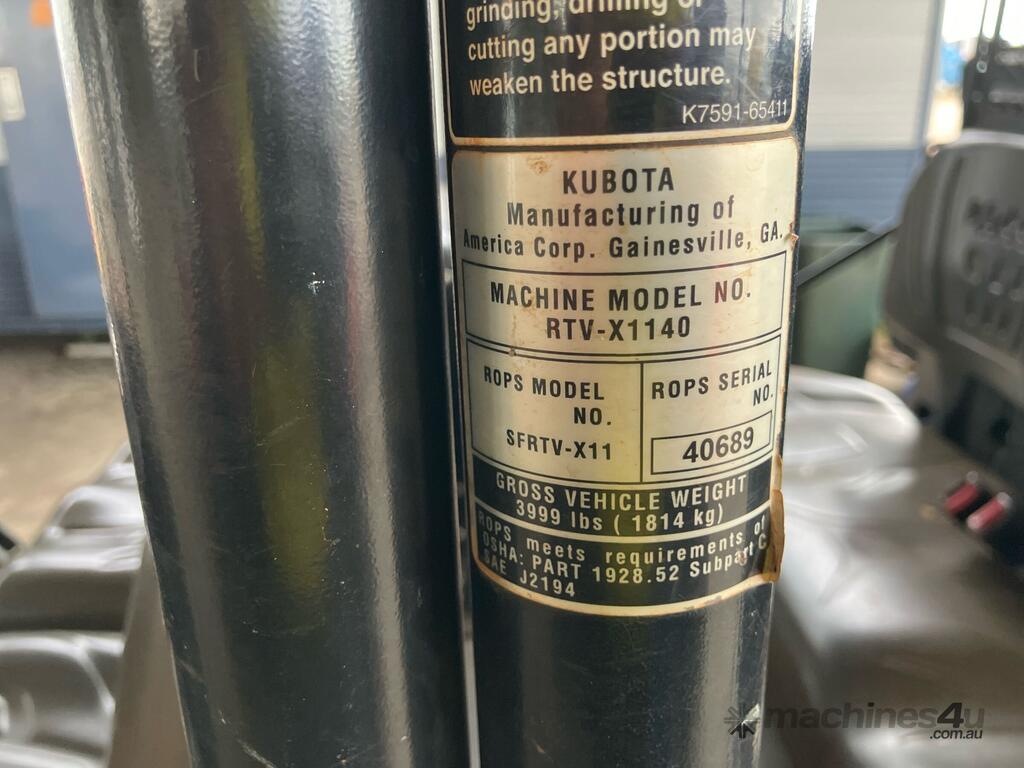 grinding, drilling or
cutting any portion may
weaken the structure.
K7591-65411
KUBOTA
Manufacturing of
America Corp. Gainesville, GA.
MACHINE MODEL NO.
RTV-X1140
ROPS MODEL
NO.
SFRTV-X11
ROPS SERIAL
NO.
40689
GROSS VEHICLE WEIGHT
3999 lbs ( 1814 kg)
ROPS meets requirements of
OSHA: PART 1928.52 Subpart C
SAE J2194
machines4u
.com.au